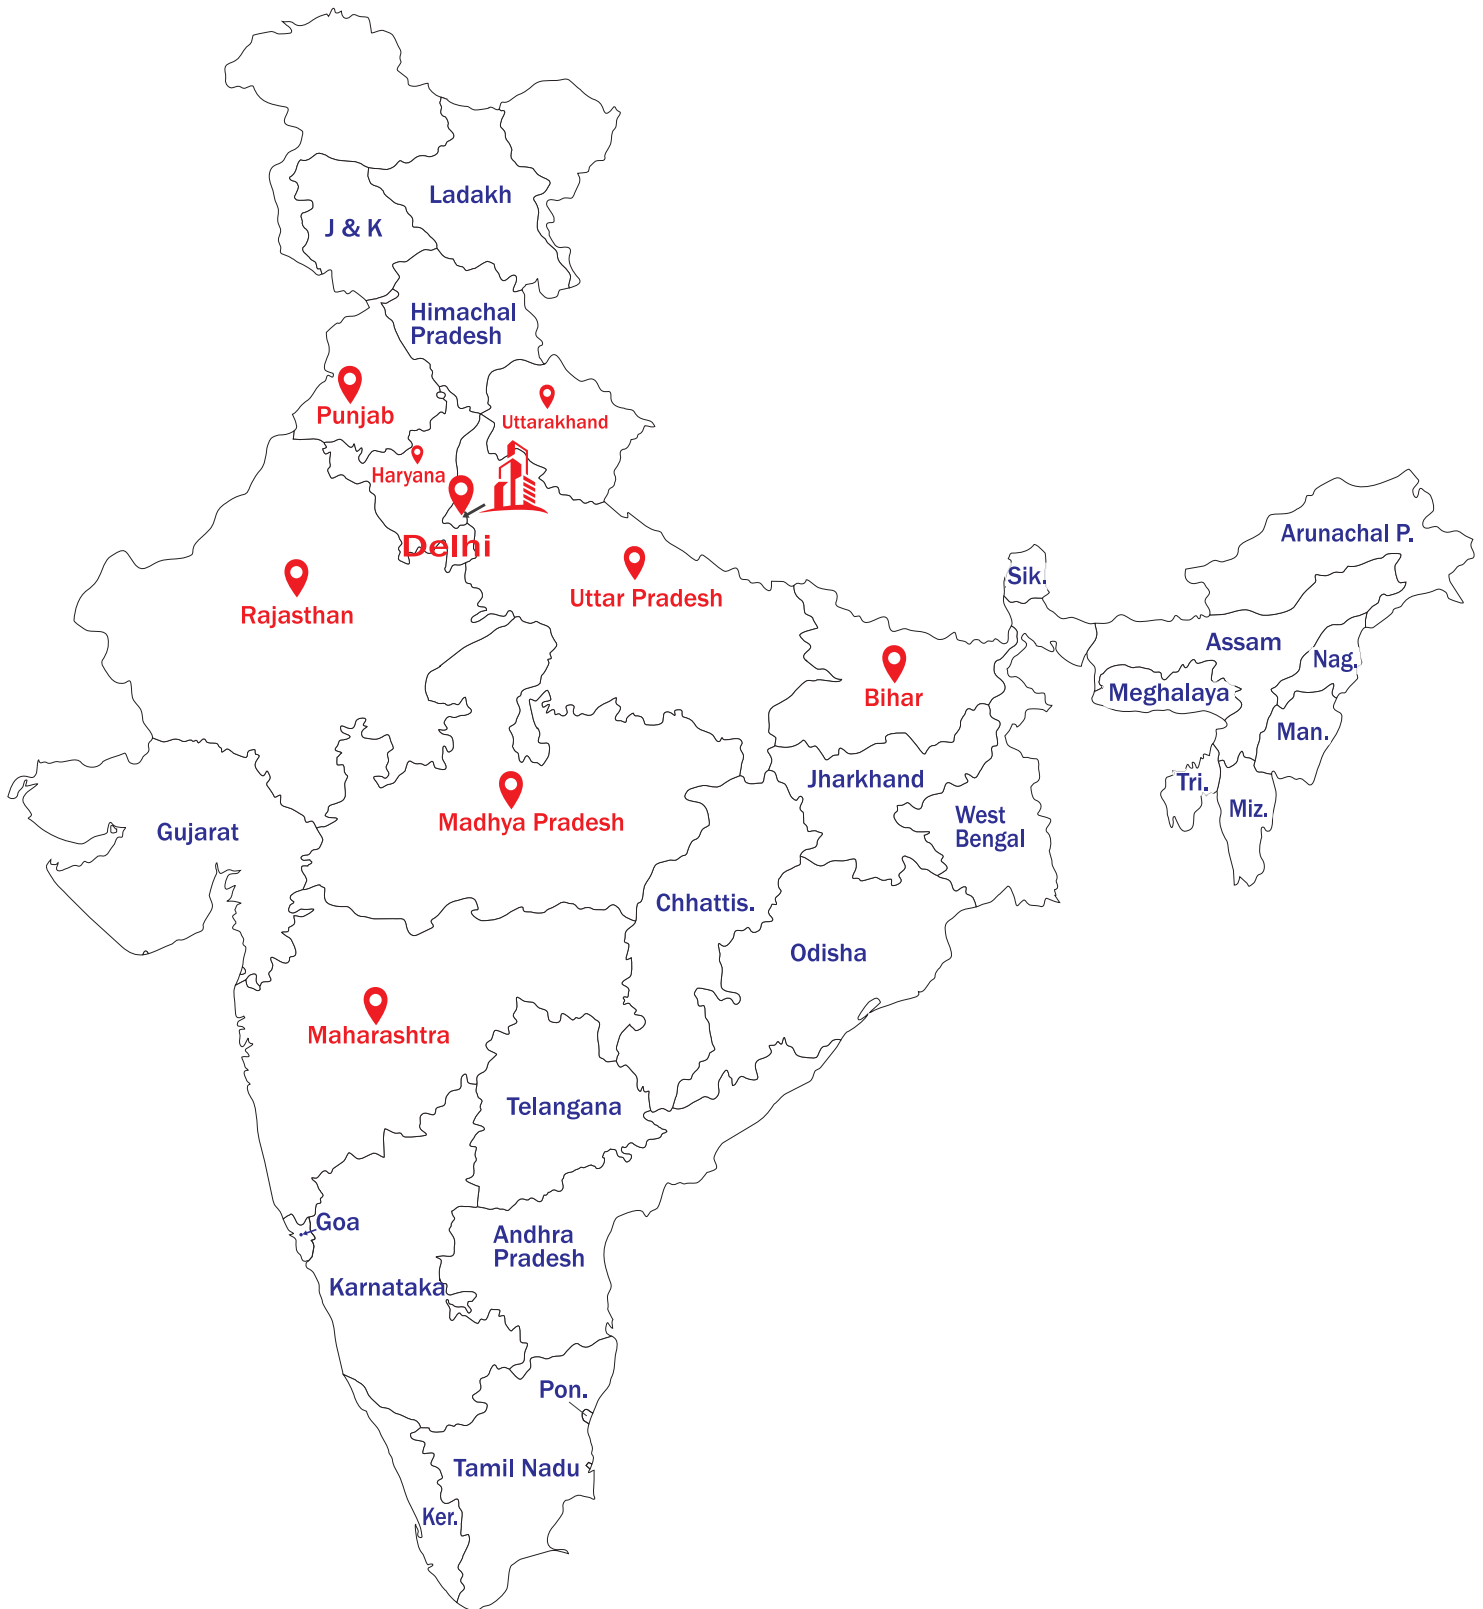 Ladakh
J & K
Himachal
Pradesh
Punjab
Uttarakhand
Haryana
Delhi
Arunachal P.
Sik.
Uttar Pradesh
Rajasthan
Assam
Nag.
Bihar
Meghalaya
Man.
Jharkhand
Tri.
Miz.
Madhya Pradesh
West
Bengal
Gujarat
Chhattis.
Odisha
Maharashtra
Telangana
Goa
Andhra
Pradesh
Karnataka
Pon.
Tamil Nadu
Ker.